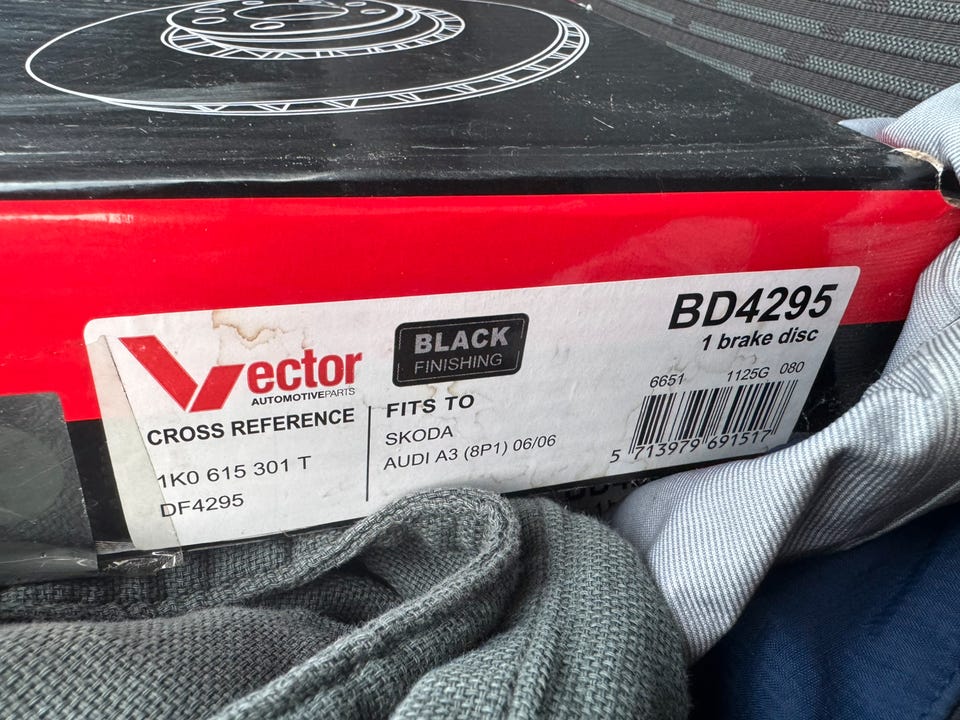 Vector
AUTOMOTIVEPARTS
BLACK
FINISHING
BD4295
1 brake disc
CROSS REFERENCE
1K0 615 301 T
DF4295
FITS TO
SKODA
AUDI A3 (8P1) 06/06
6651 1125G 080
5 713979 691517